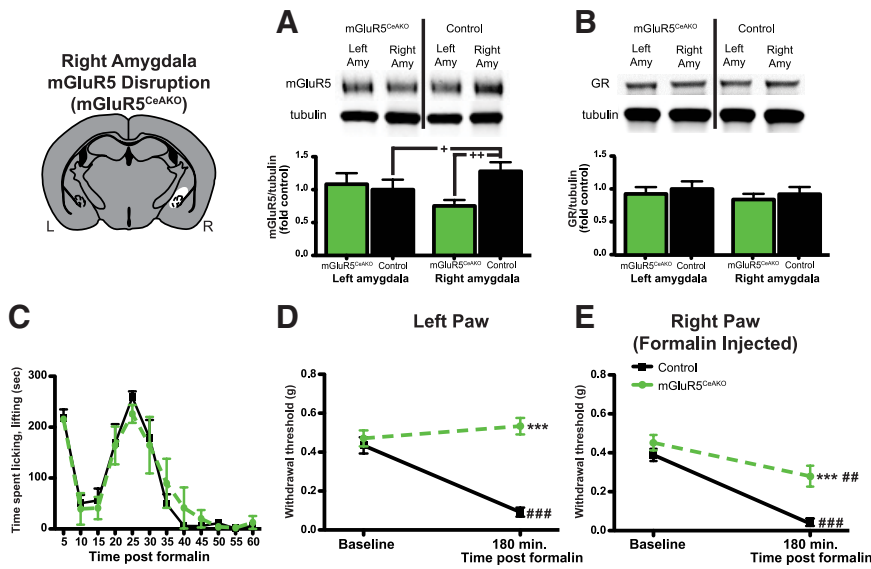 Right Amygdala
mGluR5 Disruption
(mGluR5CeAKO)
L
R
A
mGluR5CeAKO
Control
Left
Amy
Right
Amy
Left
Amy
Right
Amy
mGluR5
tubulin
mGluR5/tubulin
(fold control)
1.5
1.0
0.5
0.0
+
++
mGluR5CeAKO
Control
mGluR5CeAKO
Control
Left amygdala
Right amygdala
B
mGluR5CeAKO
Control
Left
Amy
Right
Amy
Left
Amy
Right
Amy
GR
tubulin
GR/tubulin
(fold control)
1.5
1.0
0.5
0.0
mGluR5CeAKO
Control
mGluR5CeAKO
Control
Left amygdala
Right amygdala
C
Time spent licking, lifting (sec)
300
200
100
0
5 10 15 20 25 30 35 40 45 50 55 60
Time post formalin
D
Left Paw
Withdrawal threshold (g)
0.8
0.6
0.4
0.2
0.0
***
###
Baseline
180 min.
Time post formalin
E
Right Paw
(Formalin Injected)
Control
mGluR5CeAKO
Withdrawal threshold (g)
0.8
0.6
0.4
0.2
0.0
*** ##
###
Baseline
180 min.
Time post formalin